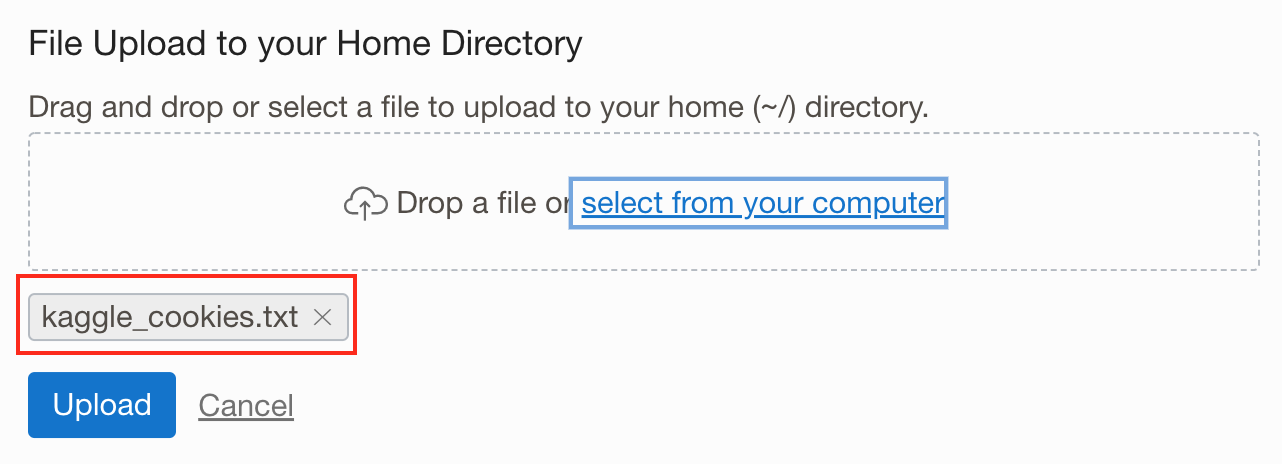 File Upload to your Home Directory
Drag and drop or select a file to upload to your home (~/) directory.
Drop a file or select from your computer
kaggle_cookies.txt
Upload Cancel